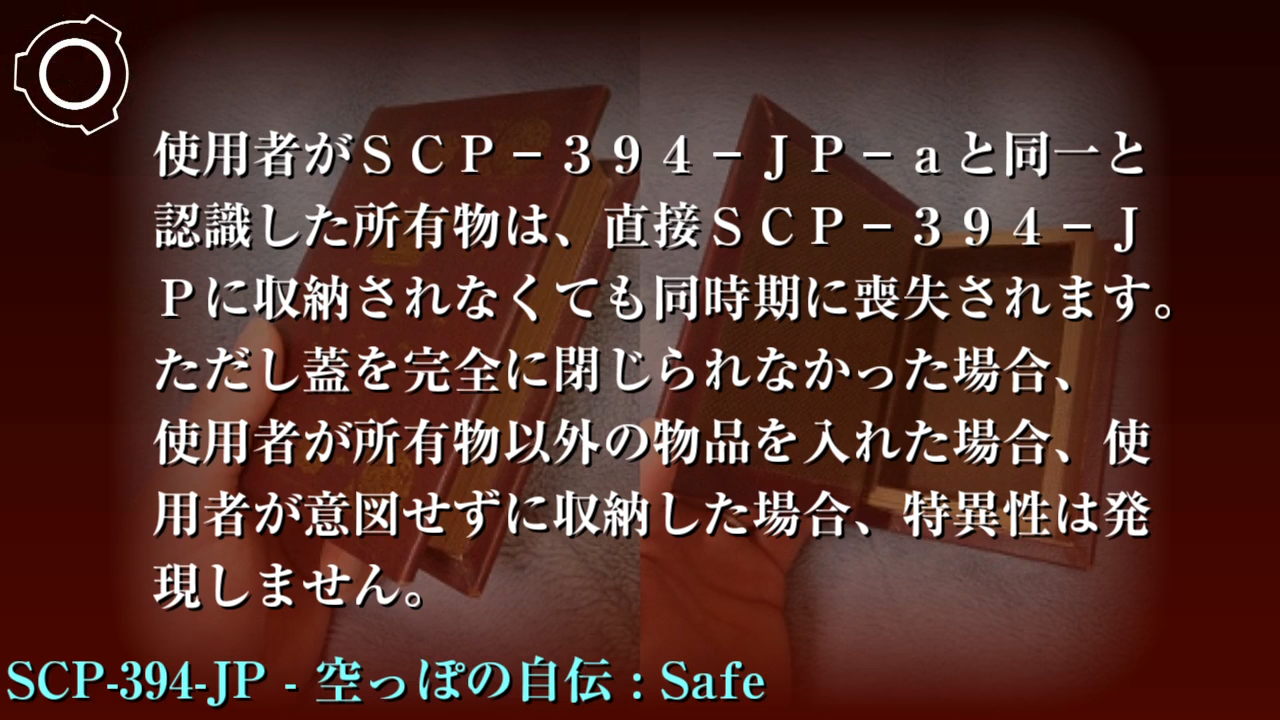 使用者がＳＣＰ－３９４－ＪＰ－ａと同一と
認識した所有物は、直接ＳＣＰ－３９４－Ｊ
Ｐに収納されなくても同時期に喪失されます。
ただし蓋を完全に閉じられなかった場合、
使用者が所有物以外の物品を入れた場合、使
用者が意図せずに収納した場合、特異性は発
現しません。
SCP-394-JP - 空っぽの自伝 : Safe